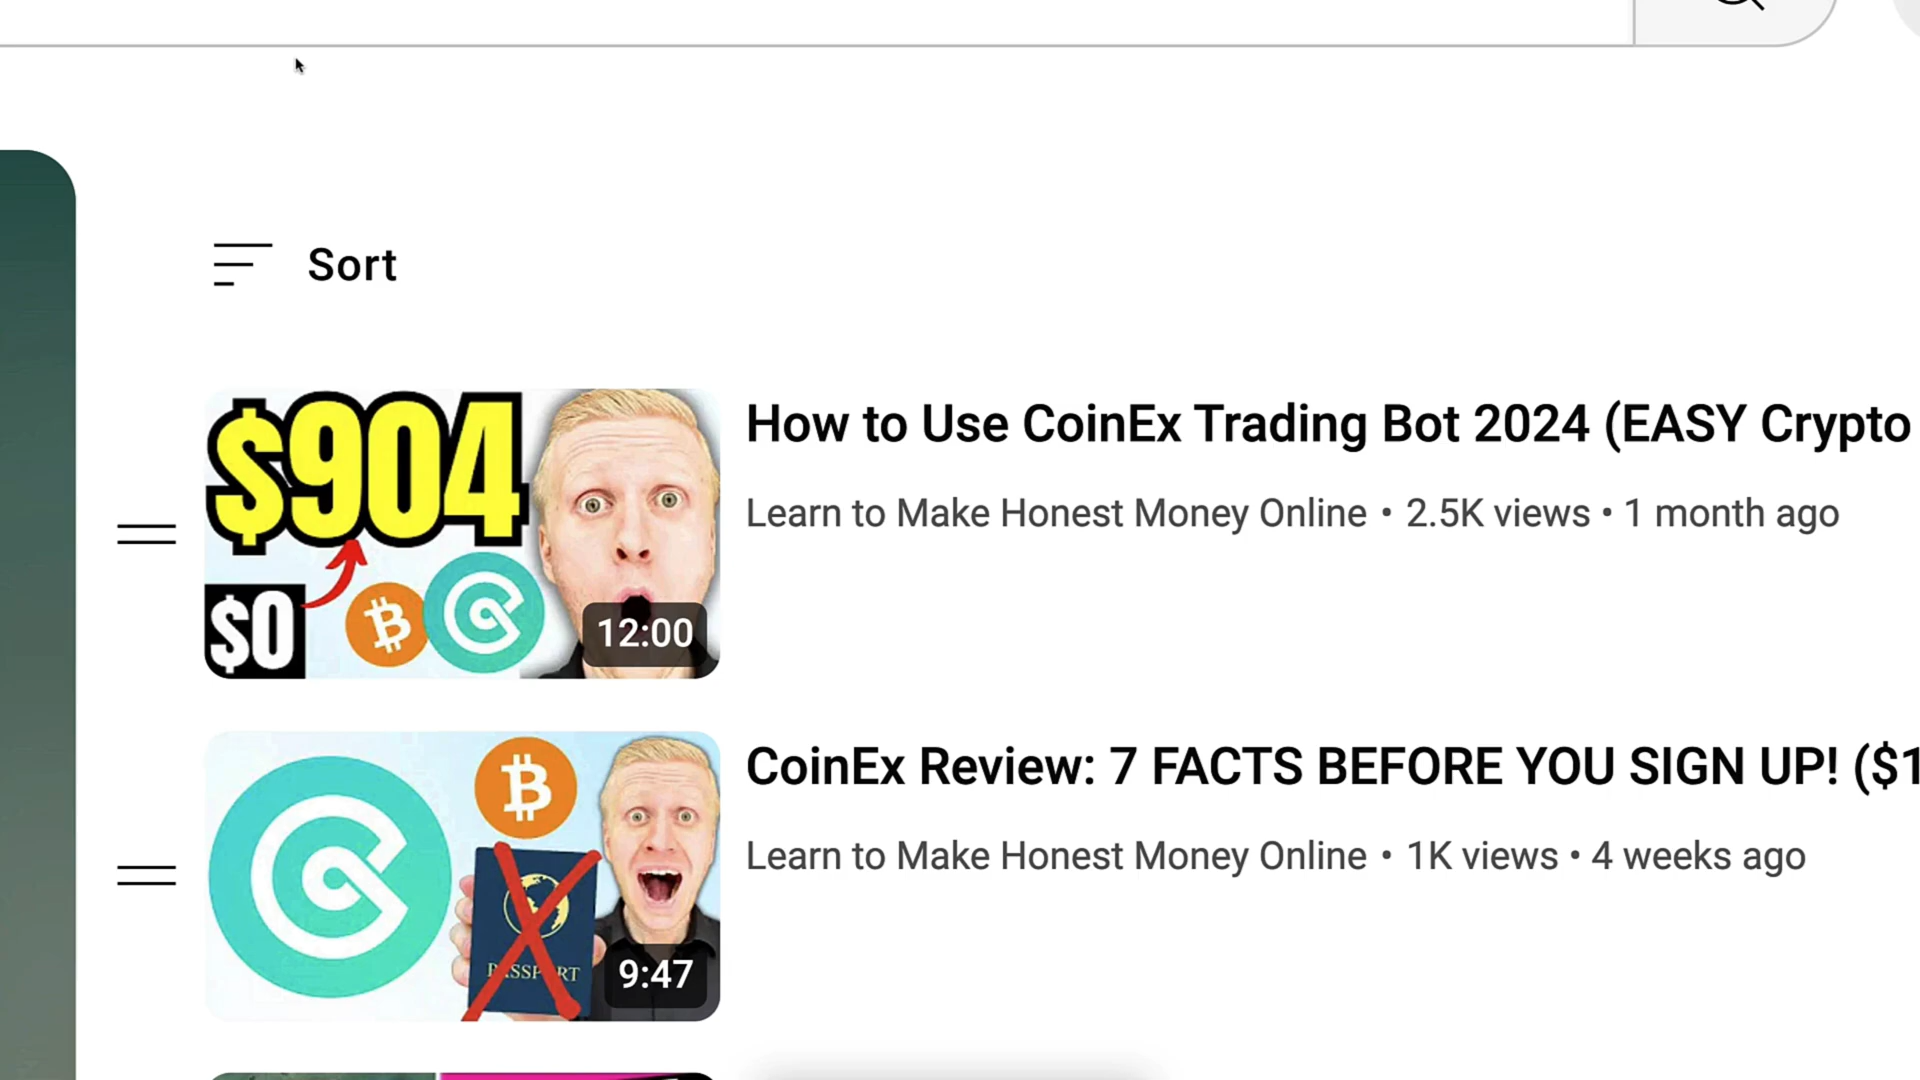 Sort
$904
$0
12:00
How to Use CoinEx Trading Bot 2024 (EASY Crypto
Learn to Make Honest Money Online • 2.5K views • 1 month ago
PASSPORT
9:47
CoinEx Review: 7 FACTS BEFORE YOU SIGN UP! ($1
Learn to Make Honest Money Online • 1K views • 4 weeks ago